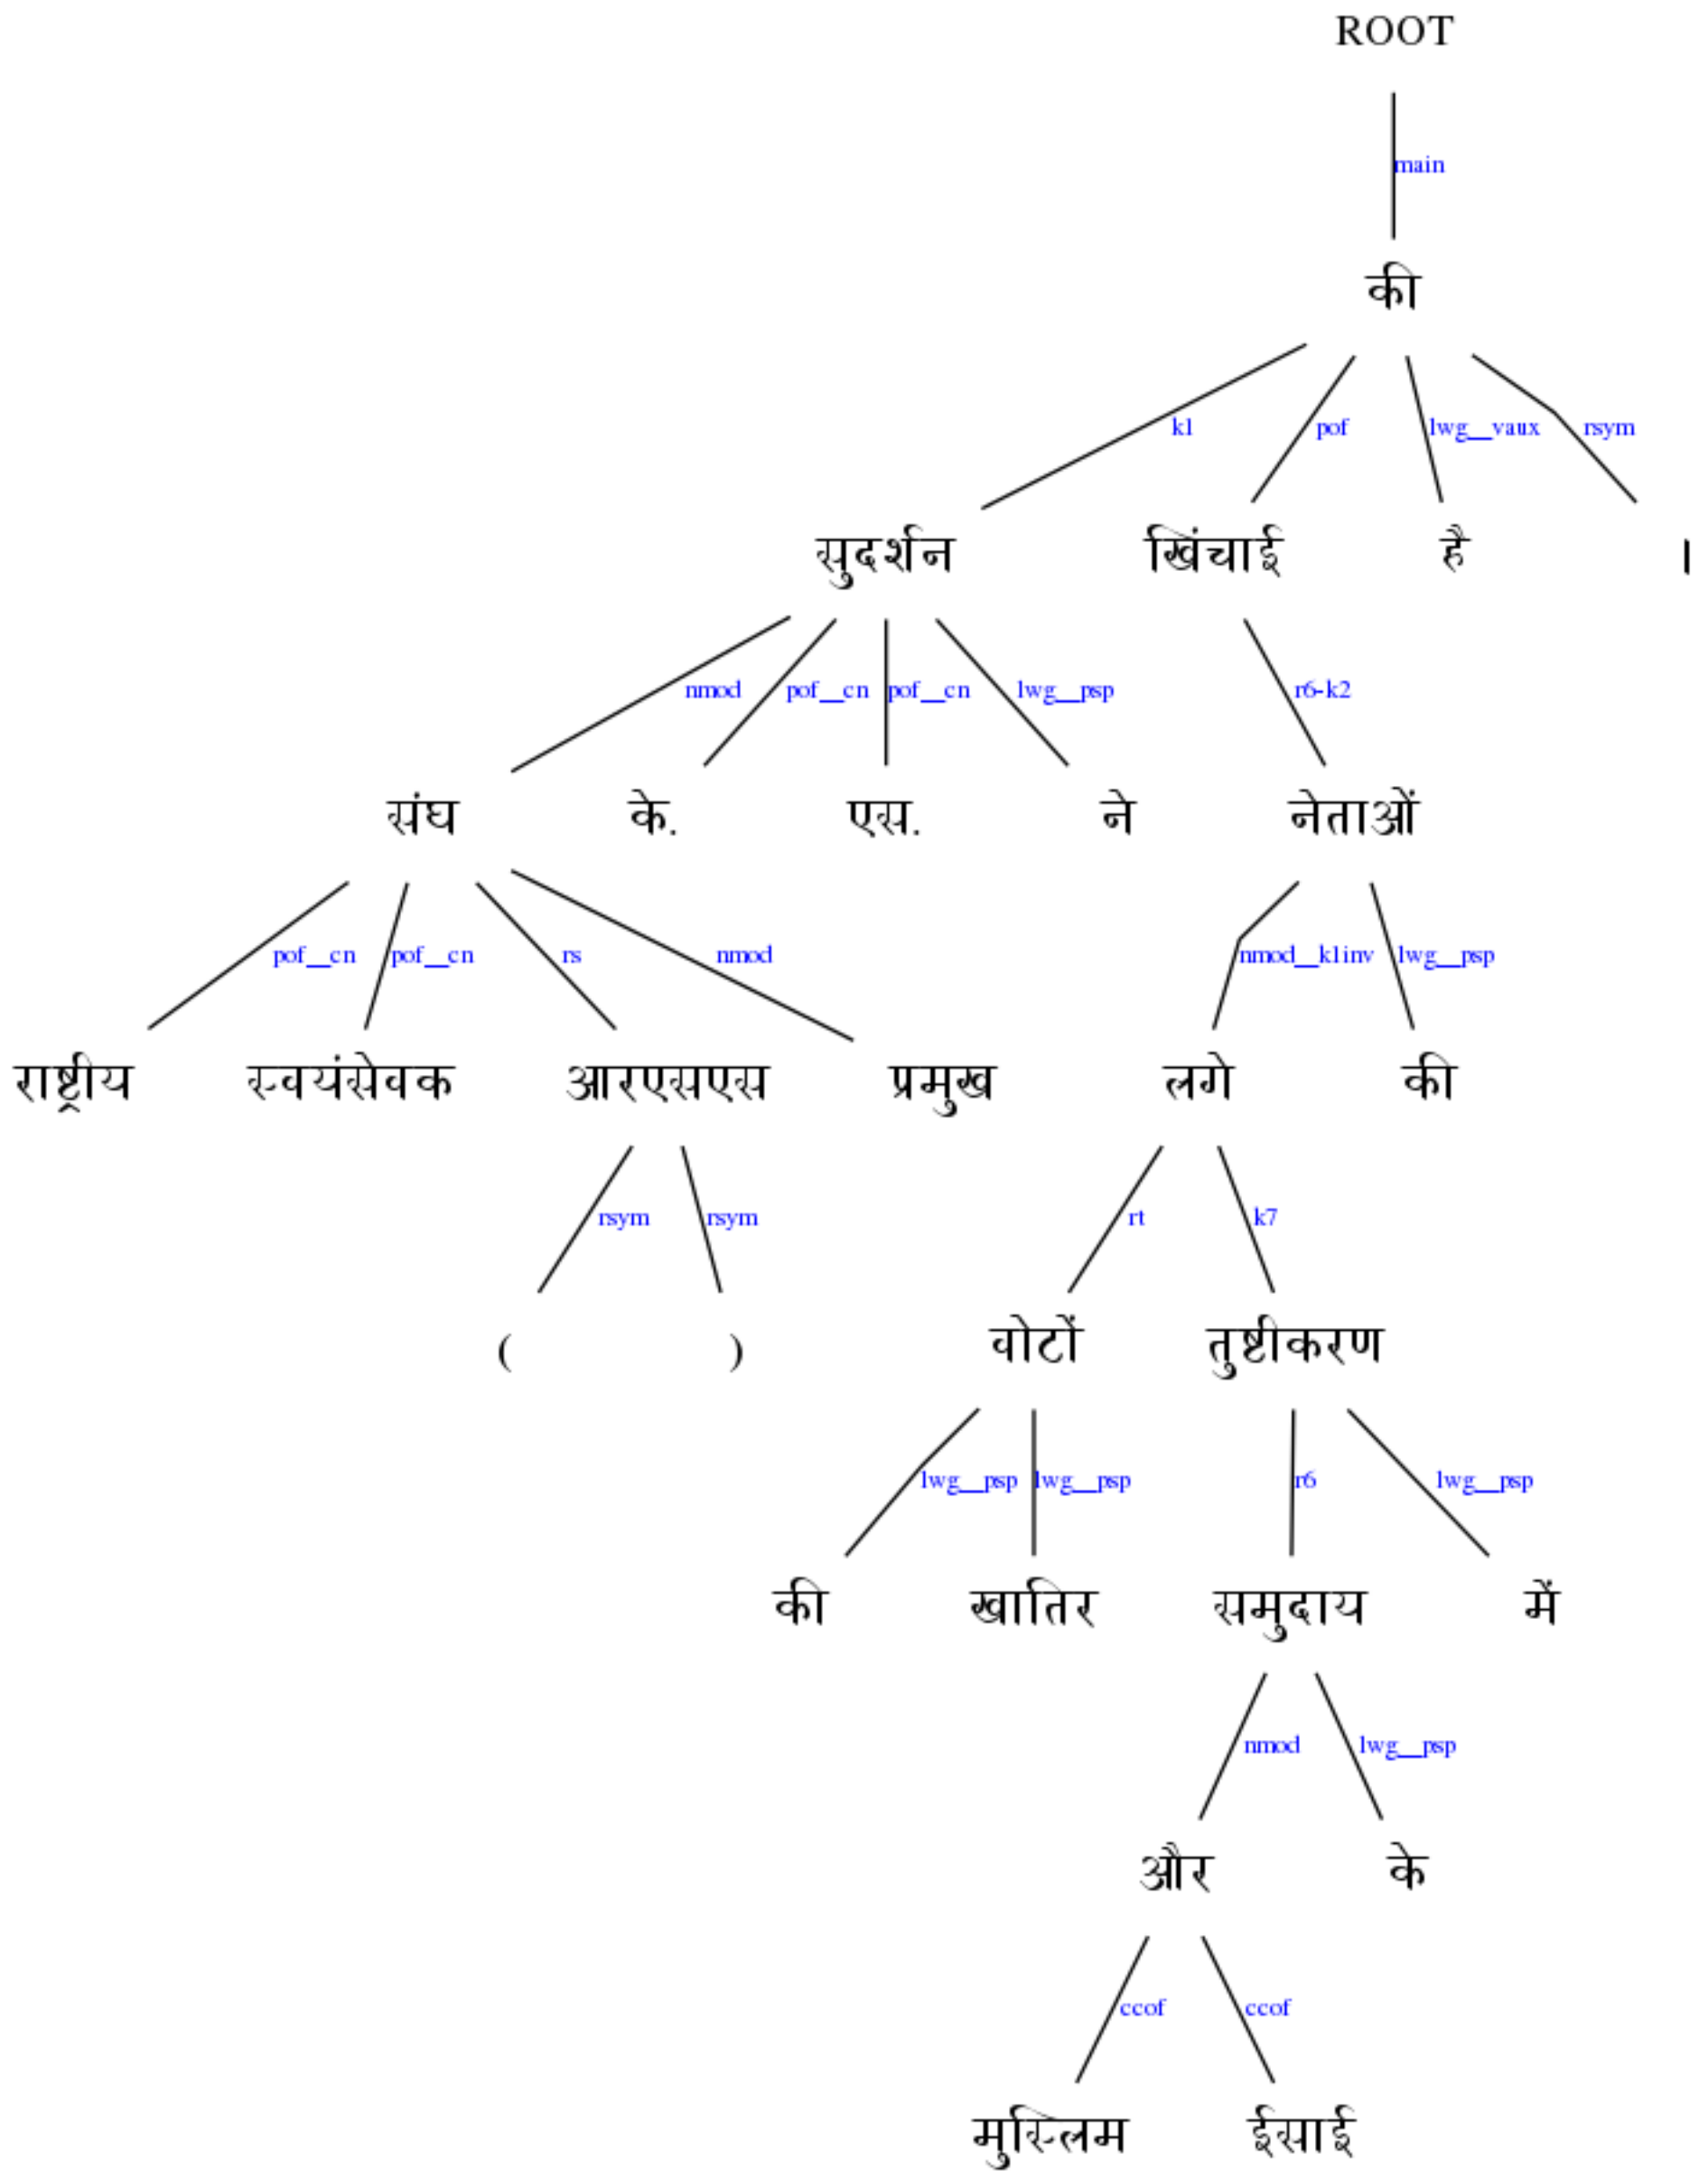 ROOT
main
की
k1 pof lwg__vaux rsym
सुदर्शन खिंचाई है ।
nmod pof__cn pof__cn lwg__psp r6-k2
संघ के. एस. ने नेताओं
pof__cn pof__cn rs nmod nmod__k1inv lwg__psp
राष्ट्रीय स्वयंसेवक आरएसएस प्रमुख लगे की
rsym rsym rt k7
( ) वोटों तुष्टीकरण
lwg__psp lwg__psp r6 lwg__psp
की खातिर समुदाय में
nmod lwg__psp
और के
ccof ccof
मुस्लिम ईसाई